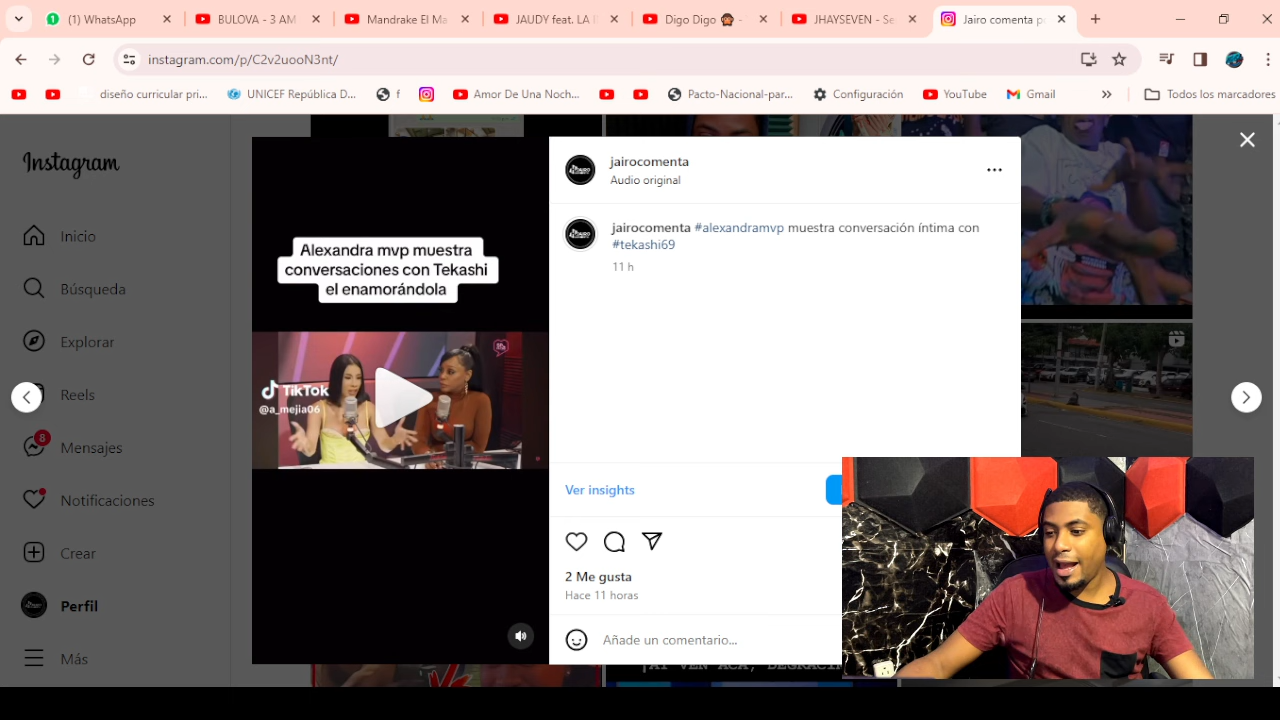 (1) WhatsApp
BULOVA - 3 AM
Mandrake El Ma
JAUDY feat. LA
Digo Digo 🙊 -
JHAYSEVEN - Se
Jairo comenta p
instagram.com/p/C2v2uooN3nt/
diseño curricular pri...
UNICEF República D...
f
Amor De Una Noch...
Pacto-Nacional-par...
Configuración
YouTube
Gmail
Todos los marcadores
Instagram
Inicio
Búsqueda
Explorar
Reels
8
Mensajes
Notificaciones
Crear
Perfil
Más
Alexandra mvp muestra
conversaciones con Tekashi
el enamorándola
TikTok
@a_mejia06
jairocomenta
Audio original
jairocomenta #alexandramvp muestra conversación íntima con
#tekashi69
11 h
Ver insights
2 Me gusta
Hace 11 horas
Añade un comentario...
¡AY VEN ACÁ, DEGRACI